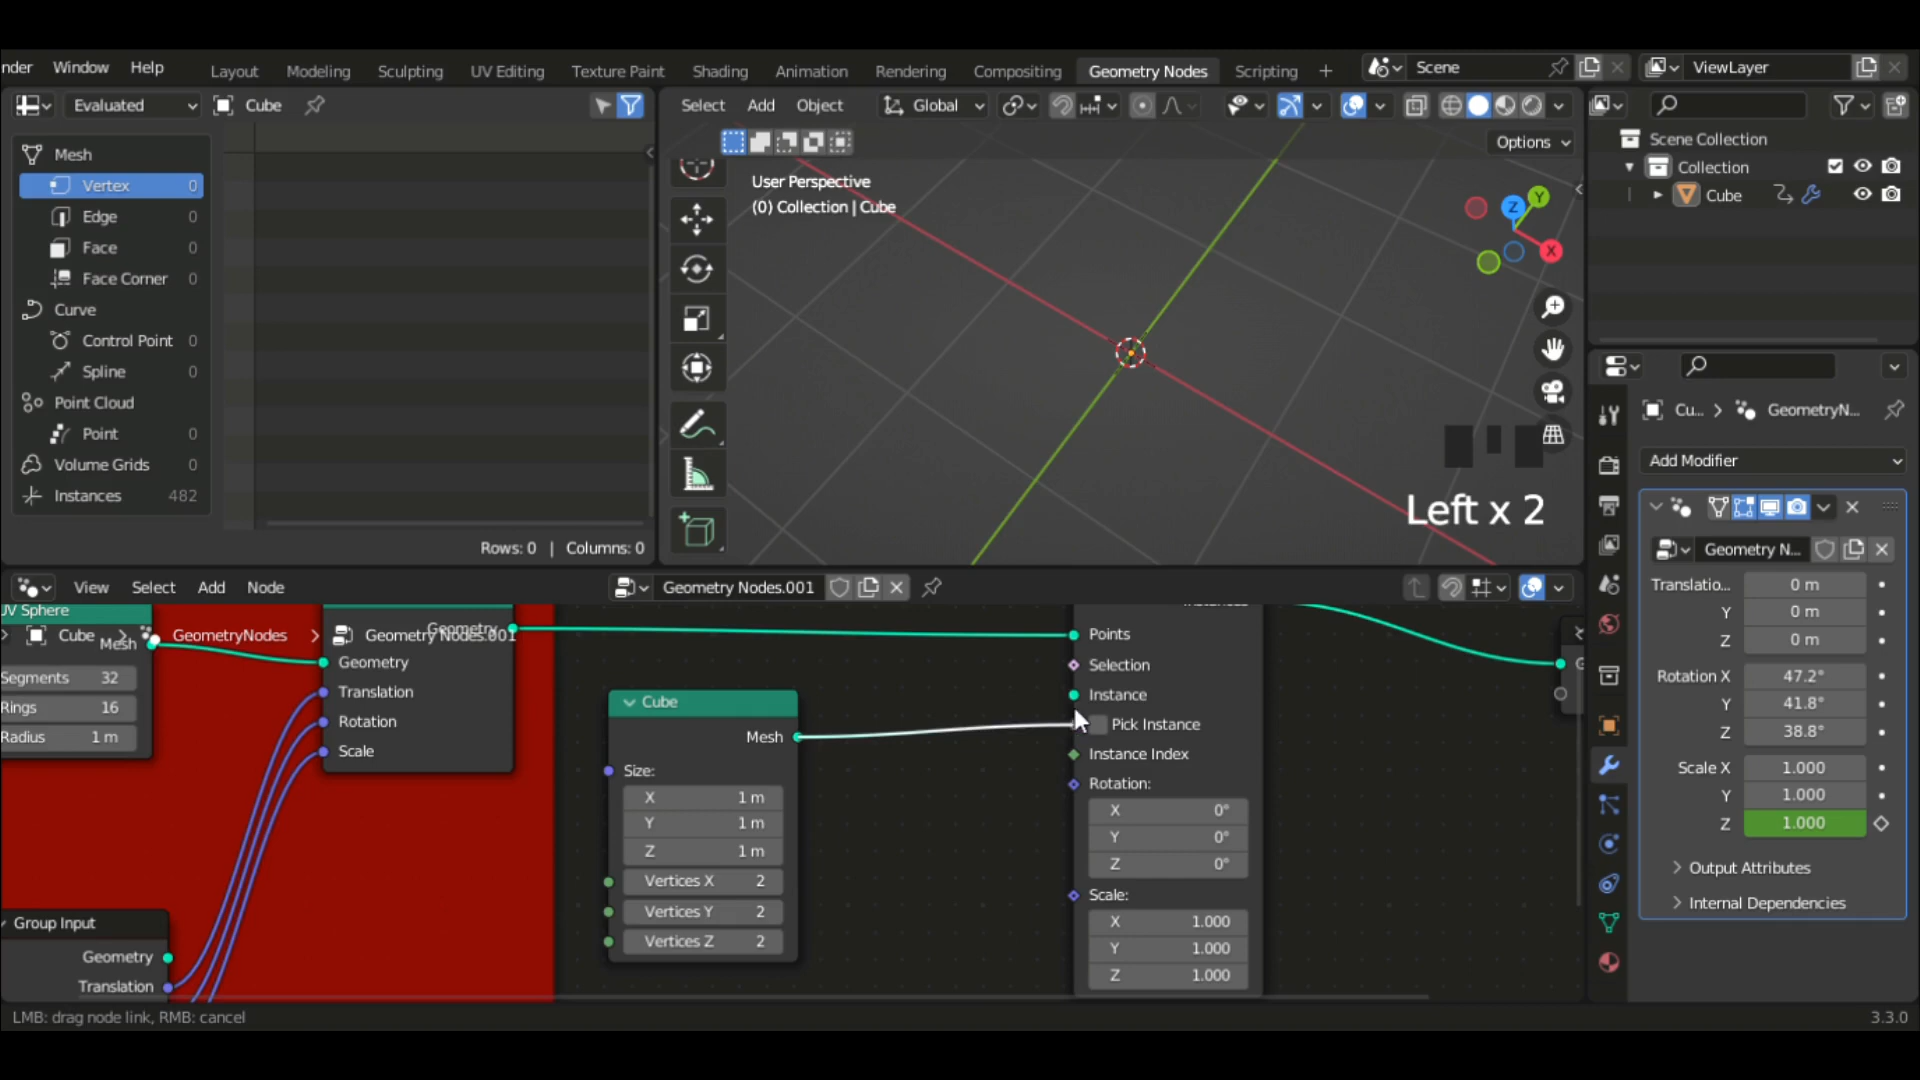 nder Window Help Layout Modeling Sculpting UV Editing Texture Paint Shading Animation Rendering Compositing Geometry Nodes Scripting + Scene ViewLayer
Evaluated Cube
Select Add Object Global
Options
Mesh
Vertex 0
Edge 0
Face 0
Face Corner 0
Curve
Control Point 0
Spline 0
Point Cloud
Point 0
Volume Grids 0
Instances 482
Rows: 0 | Columns: 0
User Perspective
(0) Collection | Cube
Z
Y
X
Left x 2
Scene Collection
Collection
Cube
Cu... > GeometryN...
Add Modifier
Geometry N...
Translatio... 0 m
Y 0 m
Z 0 m
Rotation X 47.2°
Y 41.8°
Z 38.8°
Scale X 1.000
Y 1.000
Z 1.000
Output Attributes
Internal Dependencies
View Select Add Node Geometry Nodes.001
UV Sphere
Cube > GeometryNodes > Geometry Nodes.001
Mesh
Segments 32
Rings 16
Radius 1 m
Geometry
Geometry
Translation
Rotation
Scale
Group Input
Geometry
Translation
Cube
Mesh
Size:
X 1 m
Y 1 m
Z 1 m
Vertices X 2
Vertices Y 2
Vertices Z 2
Points
Selection
Instance
Pick Instance
Instance Index
Rotation:
X 0°
Y 0°
Z 0°
Scale:
X 1.000
Y 1.000
Z 1.000
LMB: drag node link, RMB: cancel
3.3.0